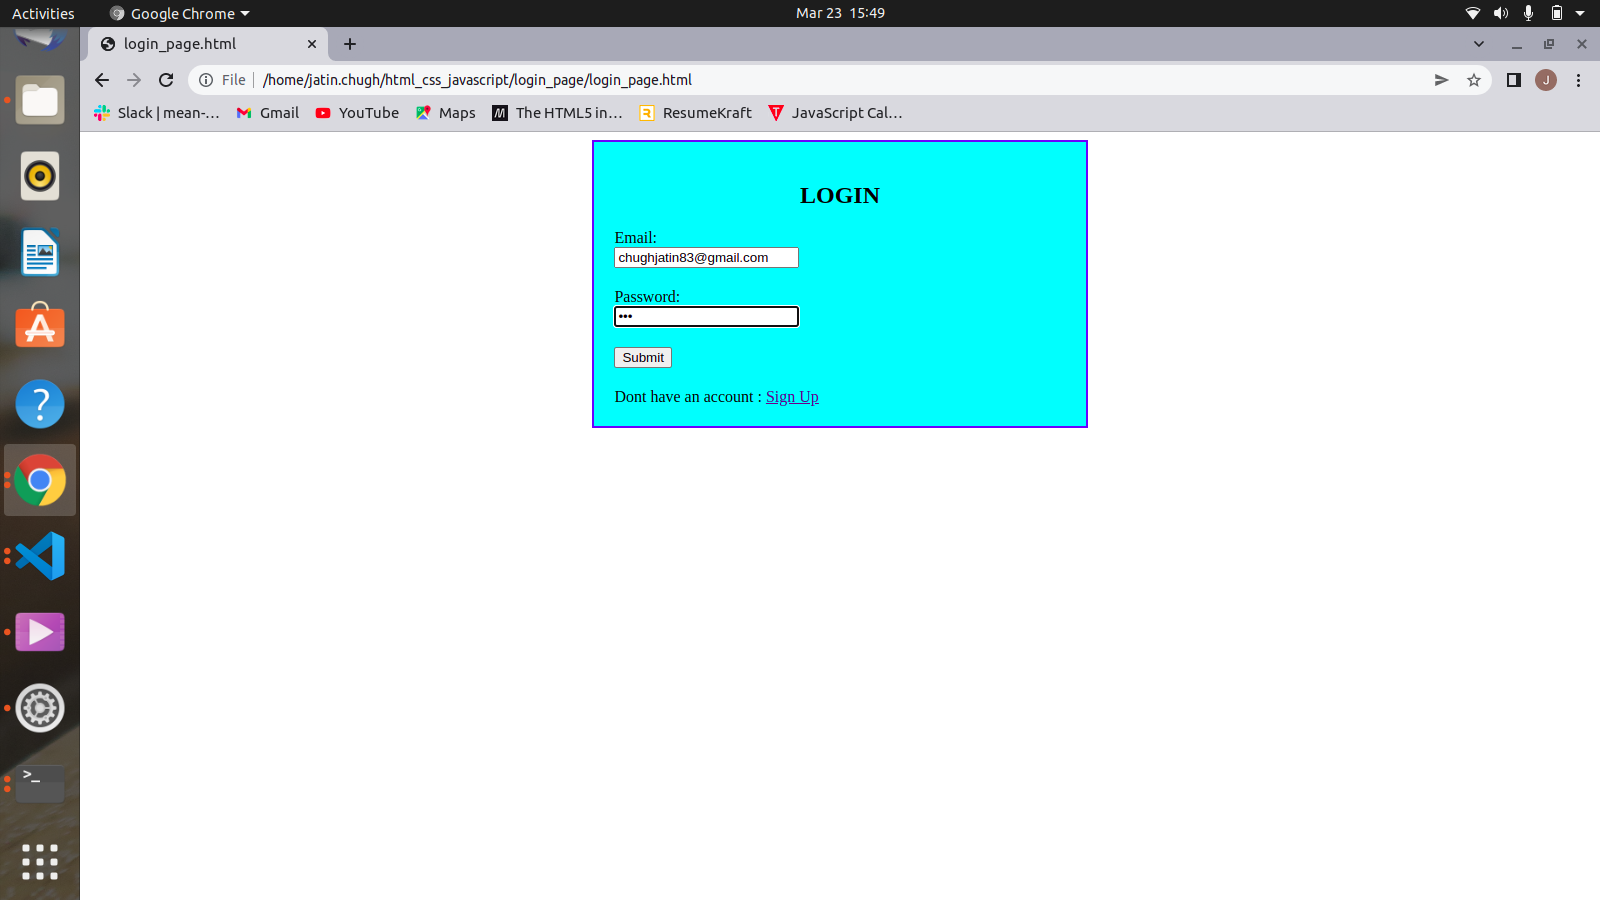 Activities
Google Chrome
Mar 23 15:49
login_page.html
File
/home/jatin.chugh/html_css_javascript/login_page/login_page.html
J
Slack | mean-...
Gmail
YouTube
Maps
The HTML5 in...
ResumeKraft
JavaScript Cal...
LOGIN
Email:
chughjatin83@gmail.com
Password:
•••
Submit
Dont have an account : Sign Up